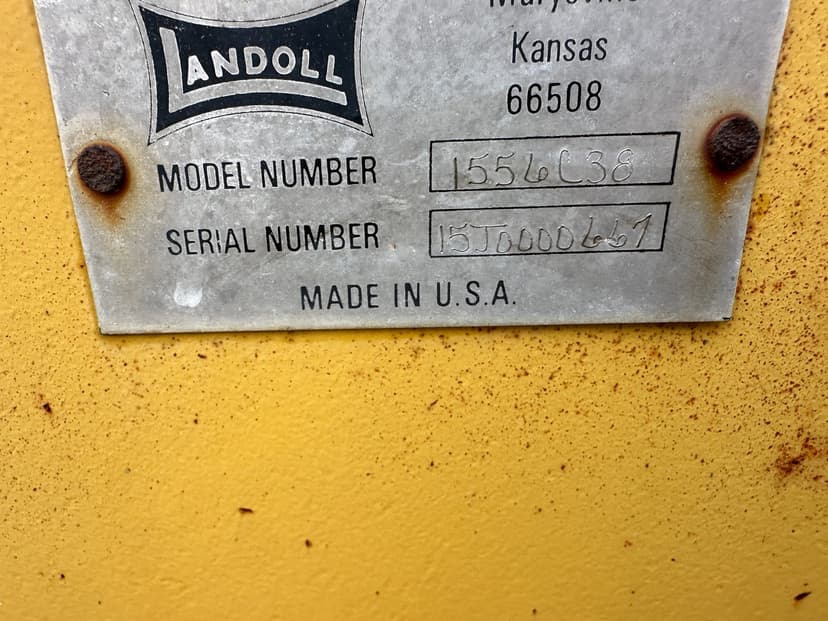 LANDOLL
Kansas
66508
MODEL NUMBER 1556C38
SERIAL NUMBER 15J0000667
MADE IN U.S.A.